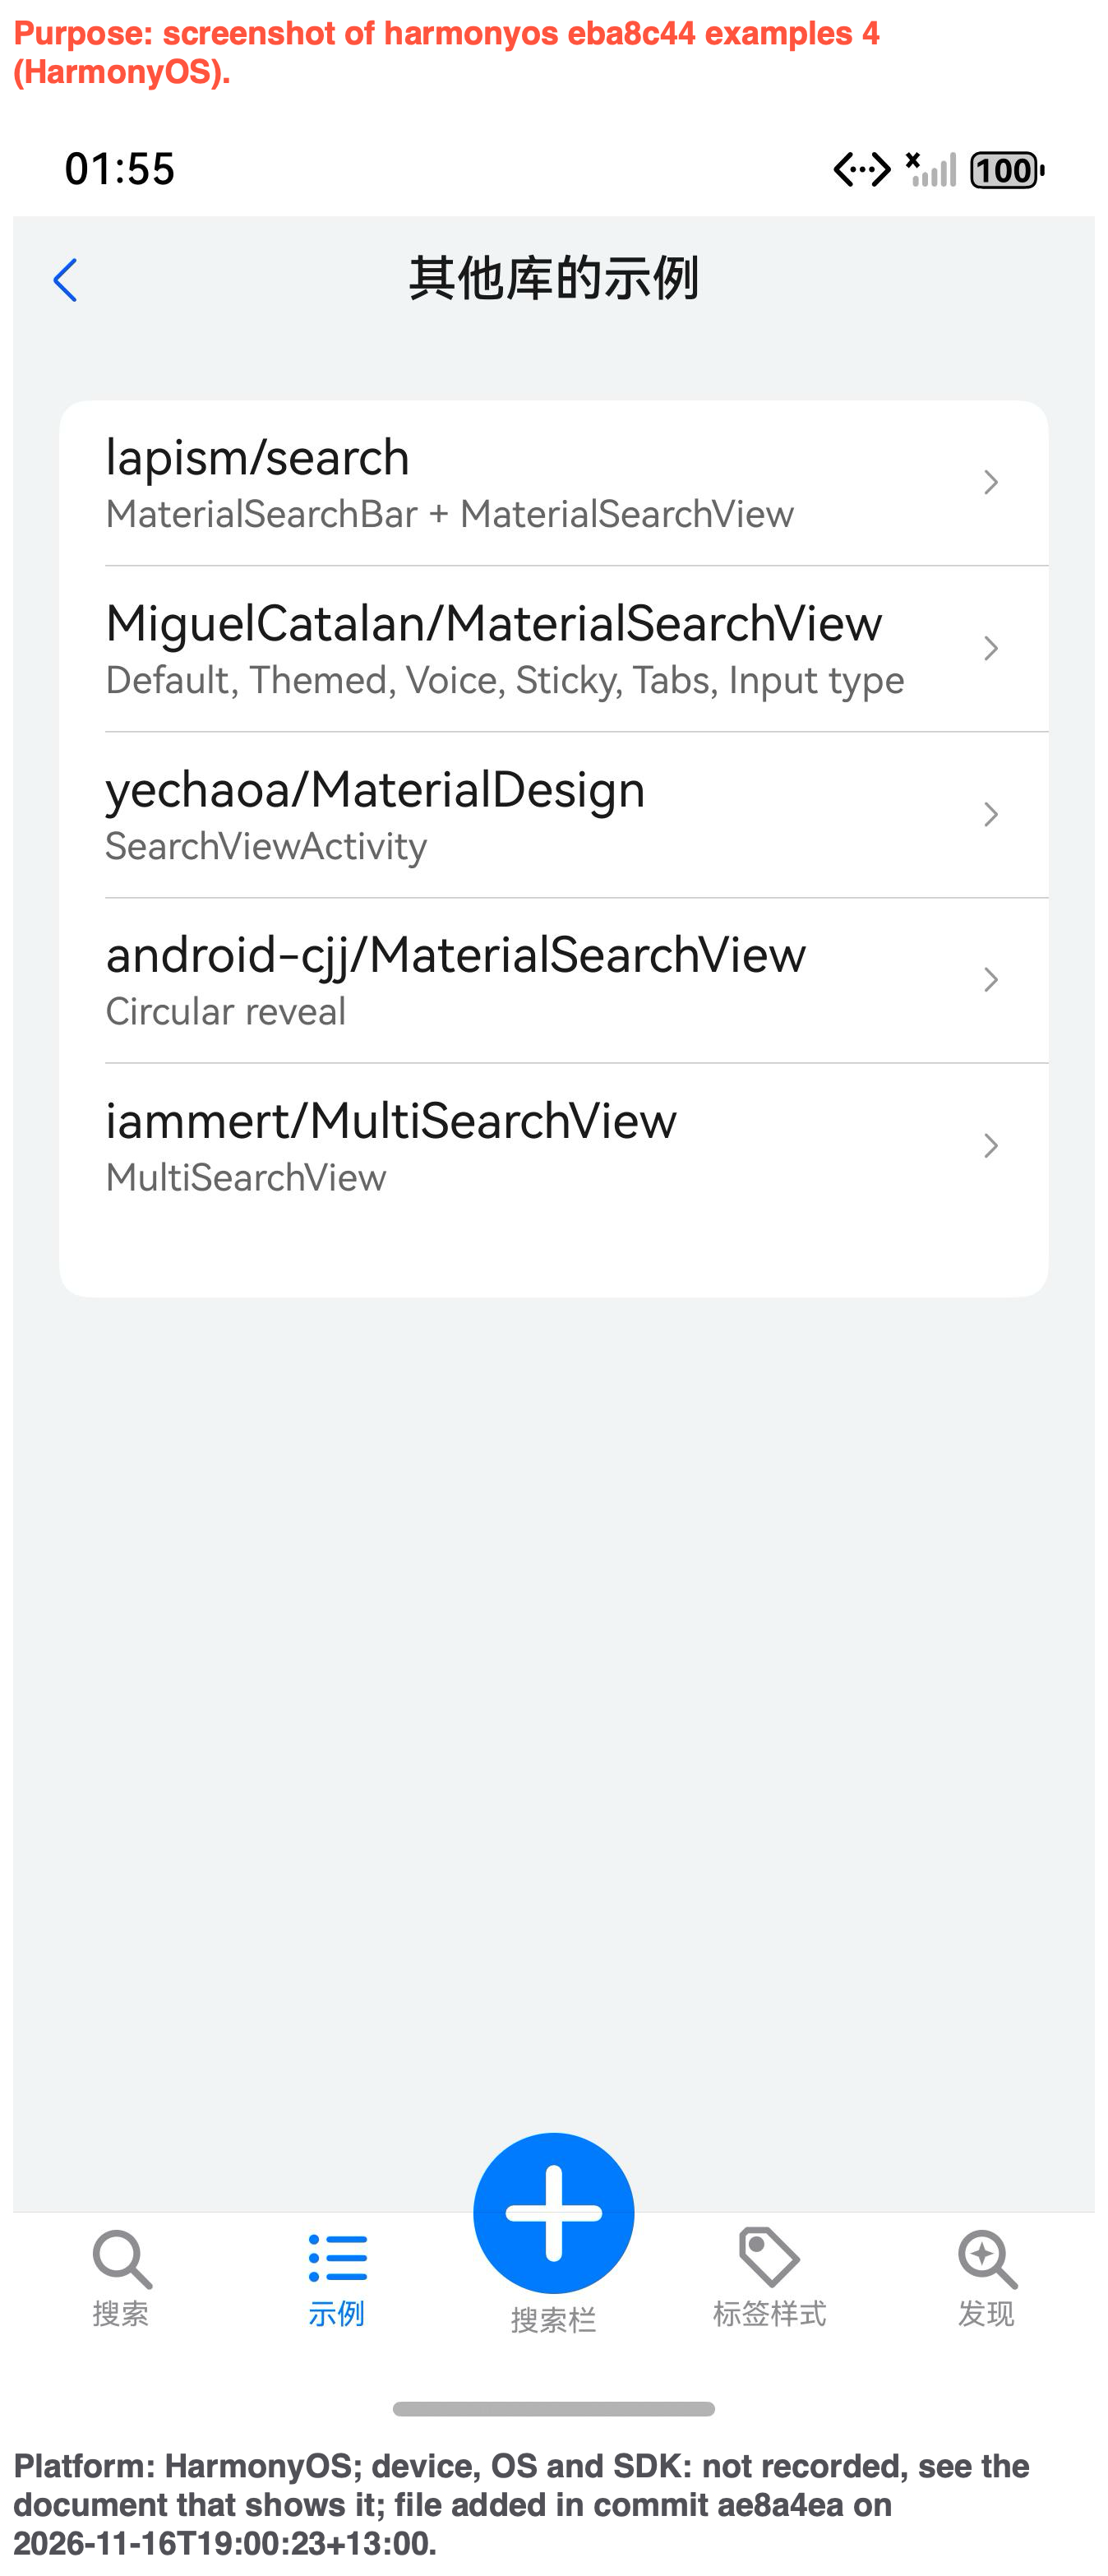 Purpose: screenshot of harmonyos eba8c44 examples 4
(HarmonyOS).
01:55
100
其他库的示例
lapism/search
MaterialSearchBar + MaterialSearchView
MiguelCatalan/MaterialSearchView
Default, Themed, Voice, Sticky, Tabs, Input type
yechaoa/MaterialDesign
SearchViewActivity
android-cjj/MaterialSearchView
Circular reveal
iammert/MultiSearchView
MultiSearchView
搜索
示例
搜索栏
标签样式
发现
Platform: HarmonyOS; device, OS and SDK: not recorded, see the
document that shows it; file added in commit ae8a4ea on
2026-11-16T19:00:23+13:00.